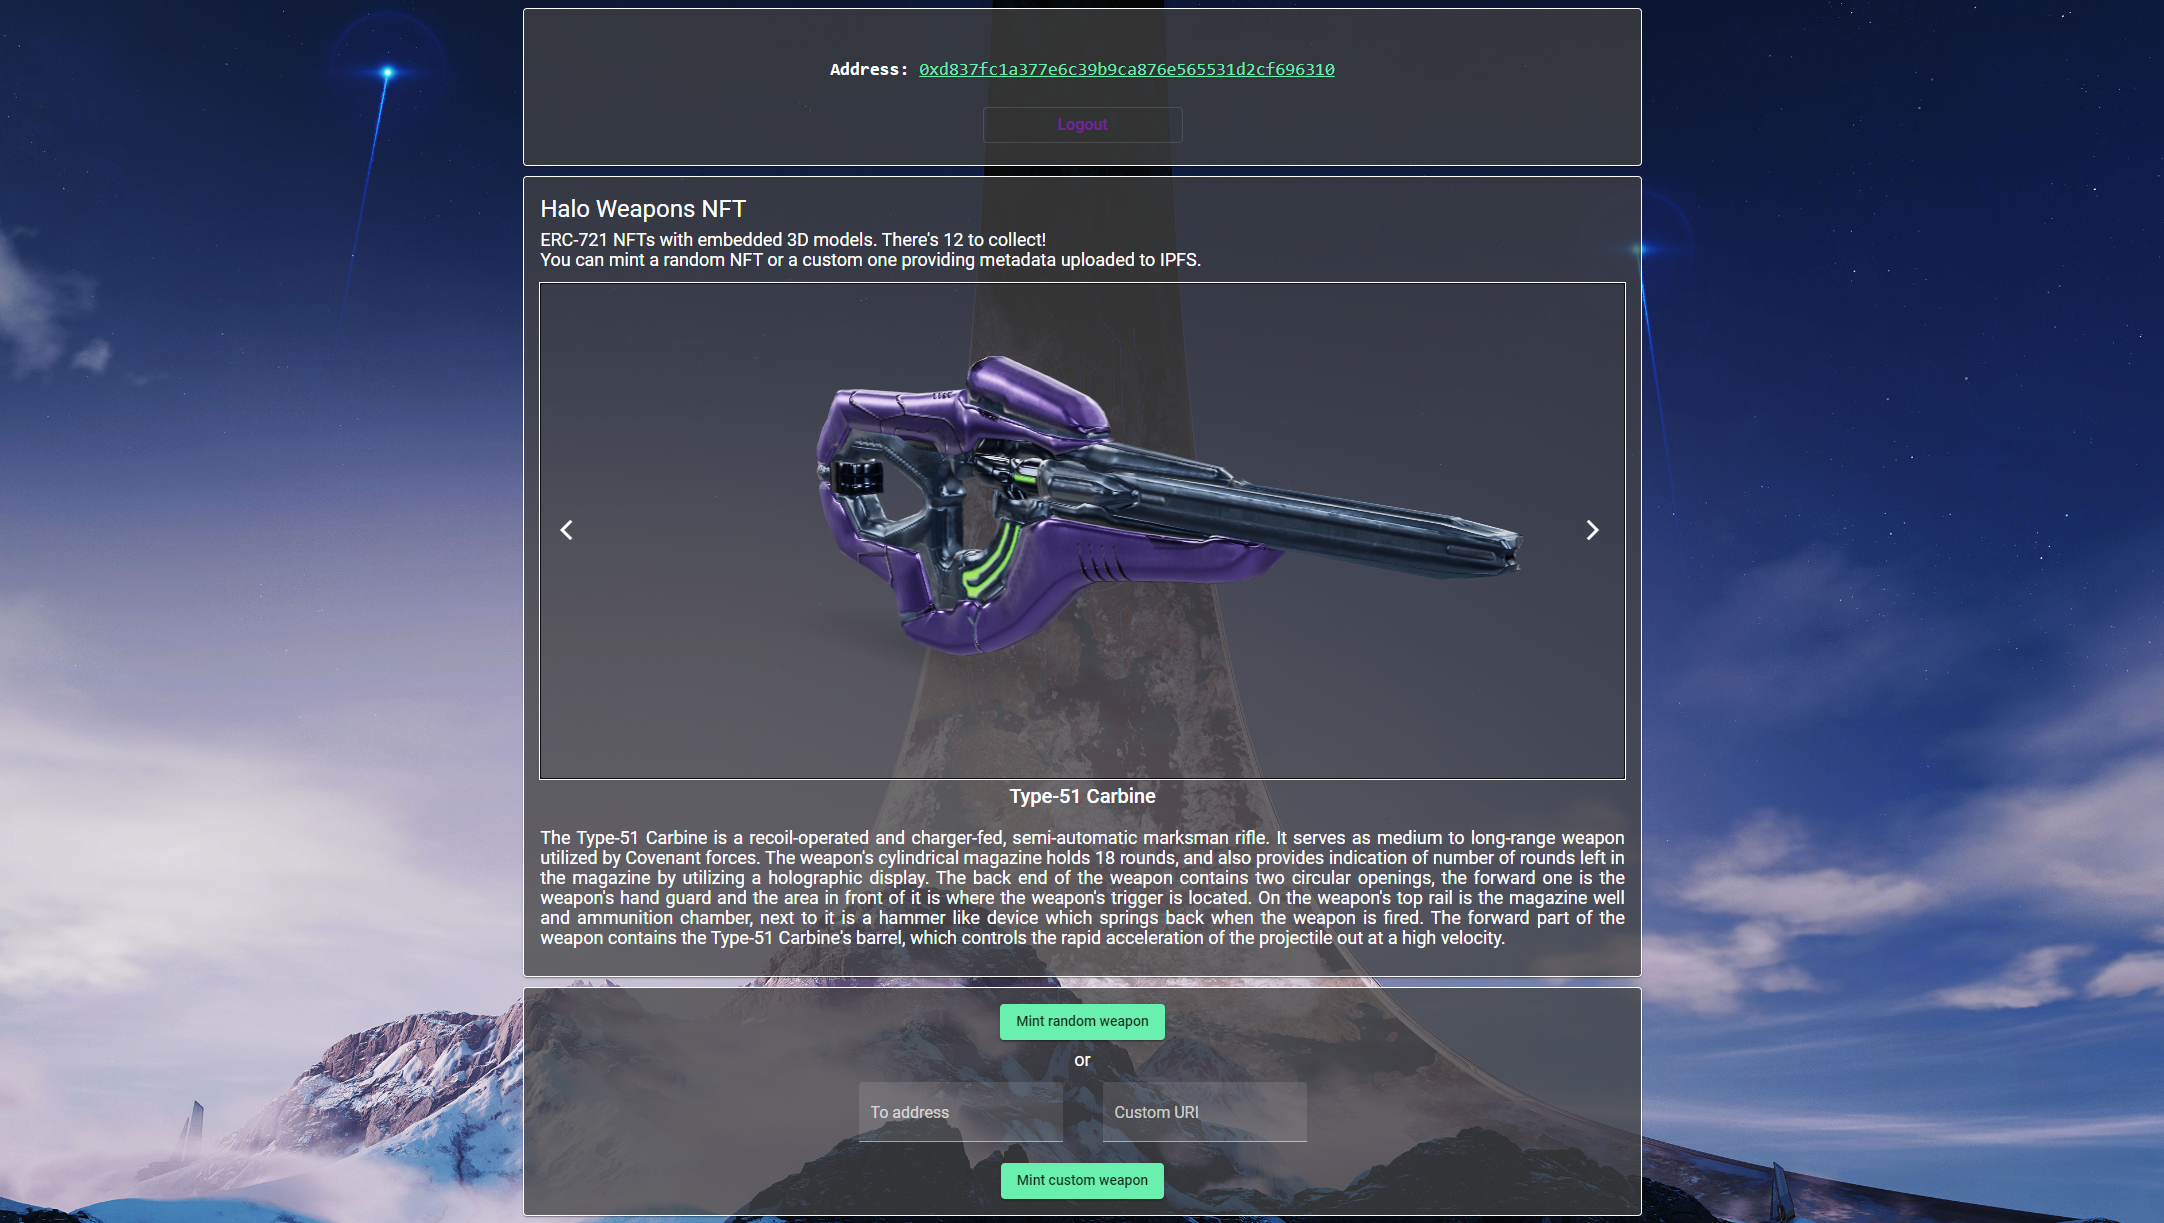 Address: 0xd837fc1a377e6c39b9ca876e565531d2cf696310
Logout
Halo Weapons NFT
ERC-721 NFTs with embedded 3D models. There's 12 to collect!
You can mint a random NFT or a custom one providing metadata uploaded to IPFS.
Type-51 Carbine
The Type-51 Carbine is a recoil-operated and charger-fed, semi-automatic marksman rifle. It serves as medium to long-range weapon
utilized by Covenant forces. The weapon's cylindrical magazine holds 18 rounds, and also provides indication of number of rounds left in
the magazine by utilizing a holographic display. The back end of the weapon contains two circular openings, the forward one is the
weapon's hand guard and the area in front of it is where the weapon's trigger is located. On the weapon's top rail is the magazine well
and ammunition chamber, next to it is a hammer like device which springs back when the weapon is fired. The forward part of the
weapon contains the Type-51 Carbine's barrel, which controls the rapid acceleration of the projectile out at a high velocity.
Mint random weapon
or
To address
Custom URI
Mint custom weapon